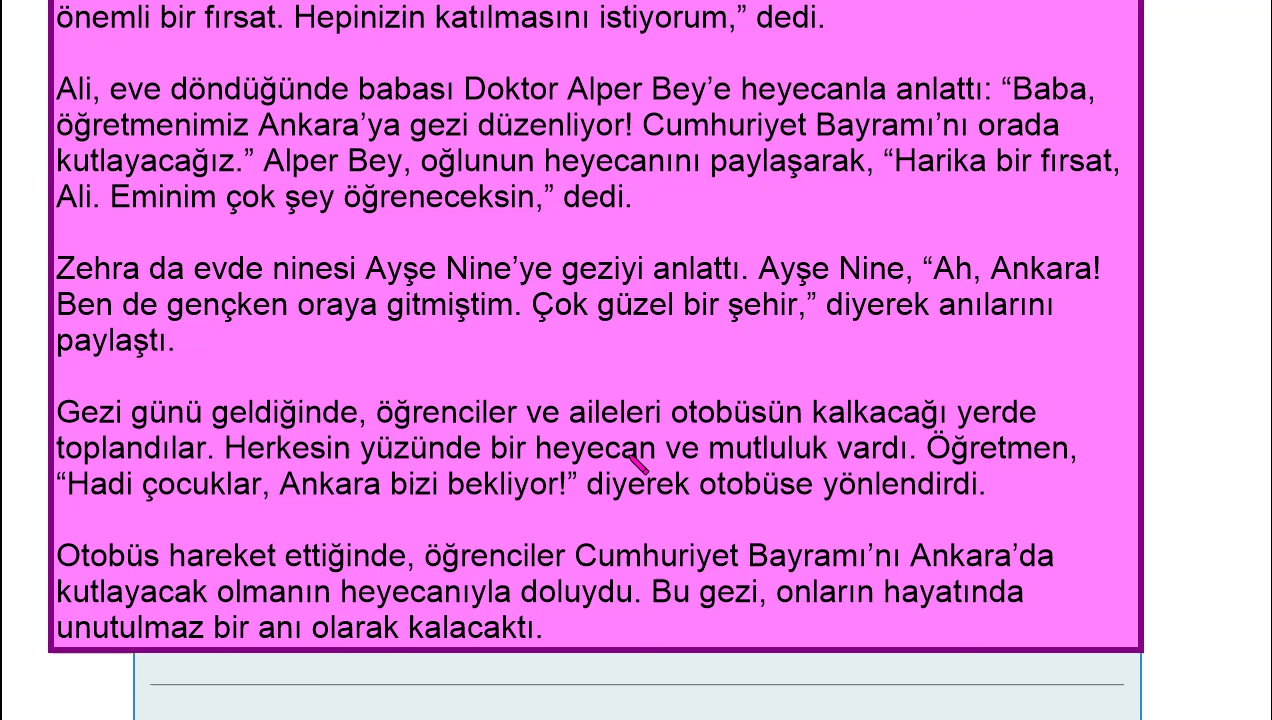 önemli bir fırsat. Hepinizin katılmasını istiyorum,” dedi.
Ali, eve döndüğünde babası Doktor Alper Bey’e heyecanla anlattı: “Baba,
öğretmenimiz Ankara’ya gezi düzenliyor! Cumhuriyet Bayramı’nı orada
kutlayacağız.” Alper Bey, oğlunun heyecanını paylaşarak, “Harika bir fırsat,
Ali. Eminim çok şey öğreneceksin,” dedi.
Zehra da evde ninesi Ayşe Nine’ye geziyi anlattı. Ayşe Nine, “Ah, Ankara!
Ben de gençken oraya gitmiştim. Çok güzel bir şehir,” diyerek anılarını
paylaştı.
Gezi günü geldiğinde, öğrenciler ve aileleri otobüsün kalkacağı yerde
toplandılar. Herkesin yüzünde bir heyecan ve mutluluk vardı. Öğretmen,
“Hadi çocuklar, Ankara bizi bekliyor!” diyerek otobüse yönlendirdi.
Otobüs hareket ettiğinde, öğrenciler Cumhuriyet Bayramı’nı Ankara’da
kutlayacak olmanın heyecanıyla doluydu. Bu gezi, onların hayatında
unutulmaz bir anı olarak kalacaktı.